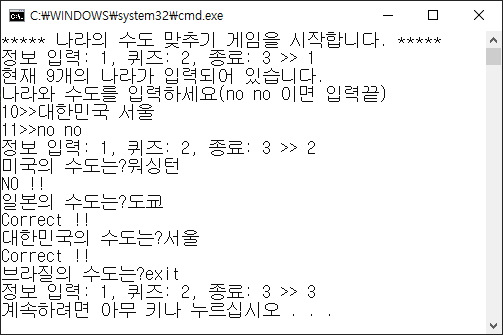 C:₩WINDOWS₩system32₩cmd.exe
***** 나라의 수도 맞추기 게임을 시작합니다. *****
정보 입력: 1, 퀴즈: 2, 종료: 3 >> 1
현재 9개의 나라가 입력되어 있습니다.
나라와 수도를 입력하세요(no no 이면 입력끝)
10>>대한민국 서울
11>>no no
정보 입력: 1, 퀴즈: 2, 종료: 3 >> 2
미국의 수도는?워싱턴
NO !!
일본의 수도는?도쿄
Correct !!
대한민국의 수도는?서울
Correct !!
브라질의 수도는?exit
정보 입력: 1, 퀴즈: 2, 종료: 3 >> 3
계속하려면 아무 키나 누르십시오 . . .